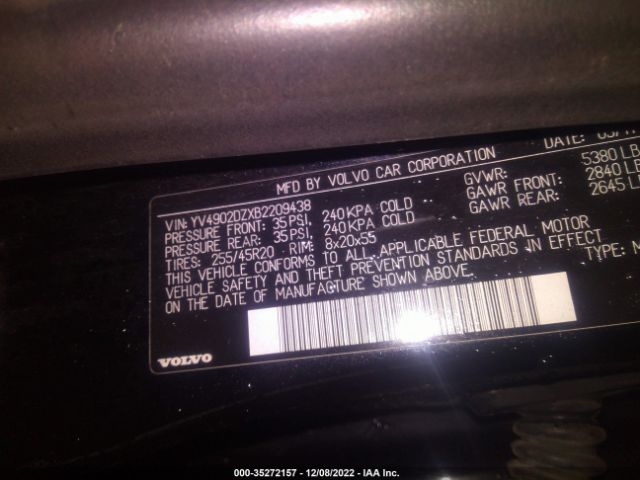 MFD BY VOLVO CAR CORPORATION
DATE:
VIN: YV4902DZXB2209438
PRESSURE FRONT: 35 PSI, 240 KPA COLD
PRESSURE REAR: 35 PSI, 240 KPA COLD
TIRES: 255/45R20 RIM: 8x20x55
GVWR: 5380 LB
GAWR FRONT: 2840 L
GAWR REAR: 2645 L
THIS VEHICLE CONFORMS TO ALL APPLICABLE FEDERAL MOTOR
VEHICLE SAFETY AND THEFT PREVENTION STANDARDS IN EFFECT
ON THE DATE OF MANUFACTURE SHOWN ABOVE.
TYPE: M
VOLVO
000-35272157 - 12/08/2022 - IAA Inc.